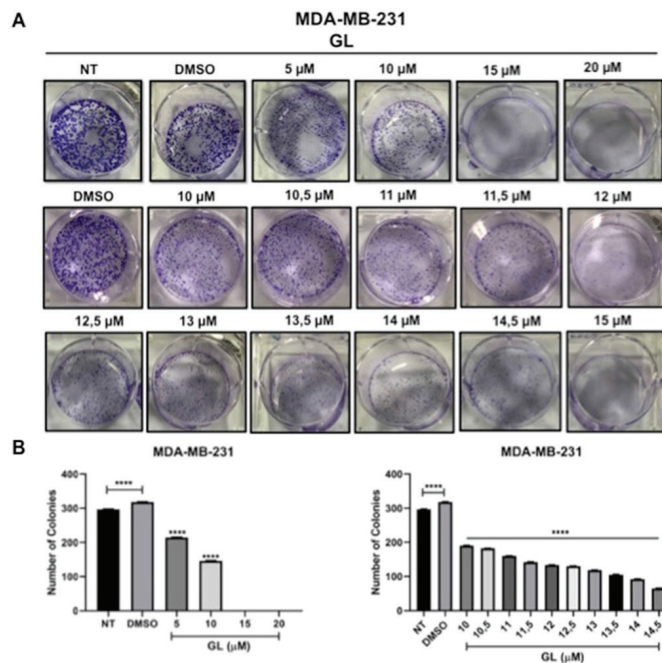 A
MDA-MB-231
GL
NT DMSO 5 µM 10 µM 15 µM 20 µM
DMSO 10 µM 10,5 µM 11 µM 11,5 µM 12 µM
12,5 µM 13 µM 13,5 µM 14 µM 14,5 µM 15 µM
B
MDA-MB-231 MDA-MB-231
Number of Colonies
400
300
200
100
0
****
****
****
NT DMSO 5 10 15 20
GL (µM)
Number of Colonies
400
300
200
100
0
****
****
NT DMSO 10 10,5 11 11,5 12 12,5 13 13,5 14 14,5
GL (µM)